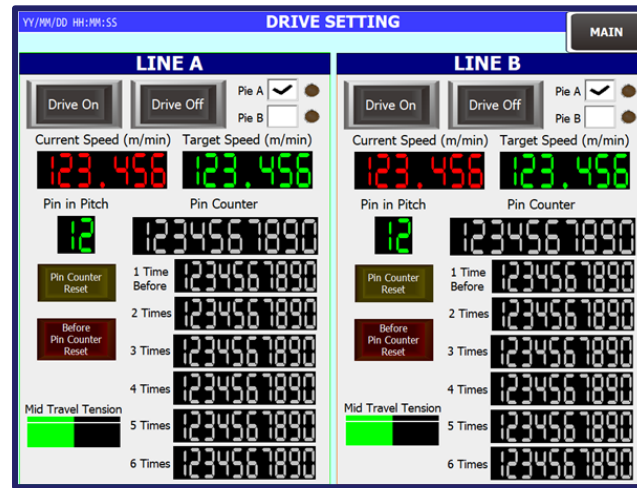 YY/MM/DD HH:MM:SS
DRIVE SETTING
MAIN
LINE A
Drive On
Drive Off
Pie A
Pie B
Current Speed (m/min)
Target Speed (m/min)
123.456
123.456
Pin in Pitch
Pin Counter
12
1234567890
Pin Counter
Reset
1 Time
Before
1234567890
2 Times
1234567890
Before
Pin Counter
Reset
3 Times
1234567890
4 Times
1234567890
Mid Travel Tension
5 Times
1234567890
6 Times
1234567890
LINE B
Drive On
Drive Off
Pie A
Pie B
Current Speed (m/min)
Target Speed (m/min)
123.456
123.456
Pin in Pitch
Pin Counter
12
1234567890
Pin Counter
Reset
1 Time
Before
1234567890
2 Times
1234567890
Before
Pin Counter
Reset
3 Times
1234567890
4 Times
1234567890
Mid Travel Tension
5 Times
1234567890
6 Times
1234567890